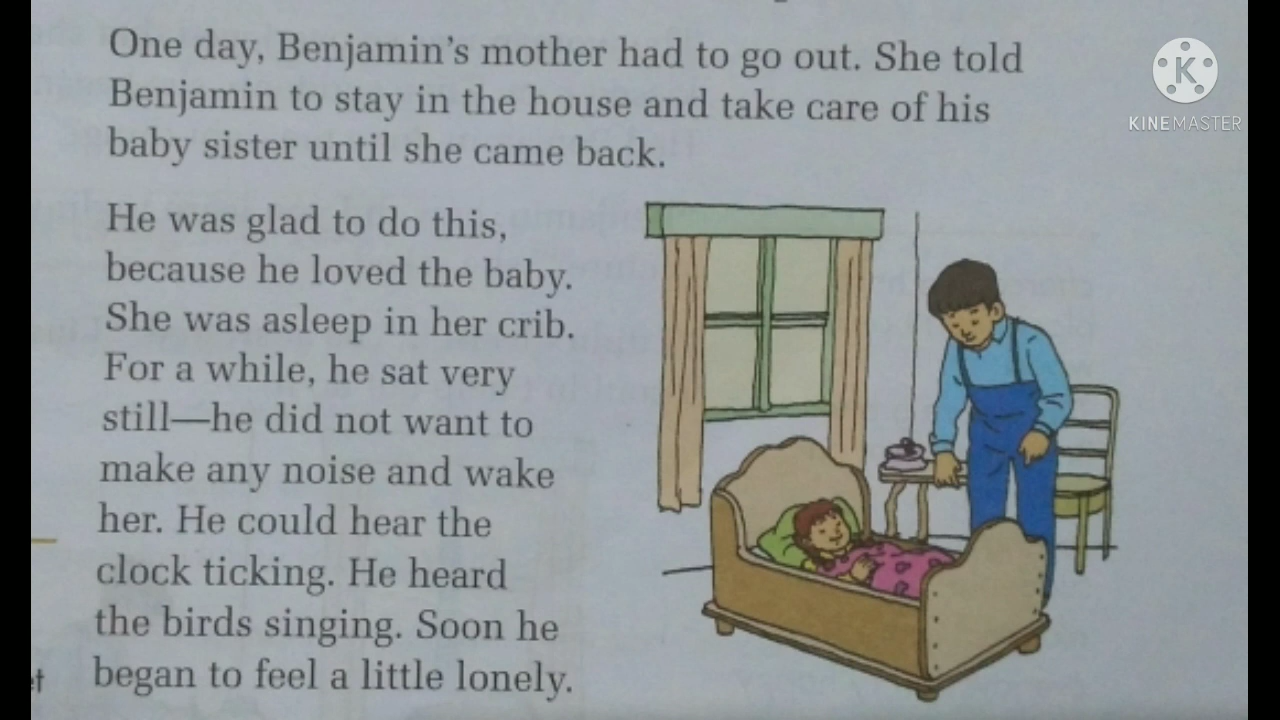 One day, Benjamin's mother had to go out. She told
Benjamin to stay in the house and take care of his
baby sister until she came back.
He was glad to do this,
because he loved the baby.
She was asleep in her crib.
For a while, he sat very
still—he did not want to
make any noise and wake
her. He could hear the
clock ticking. He heard
the birds singing. Soon he
began to feel a little lonely.
K
KINEMASTER